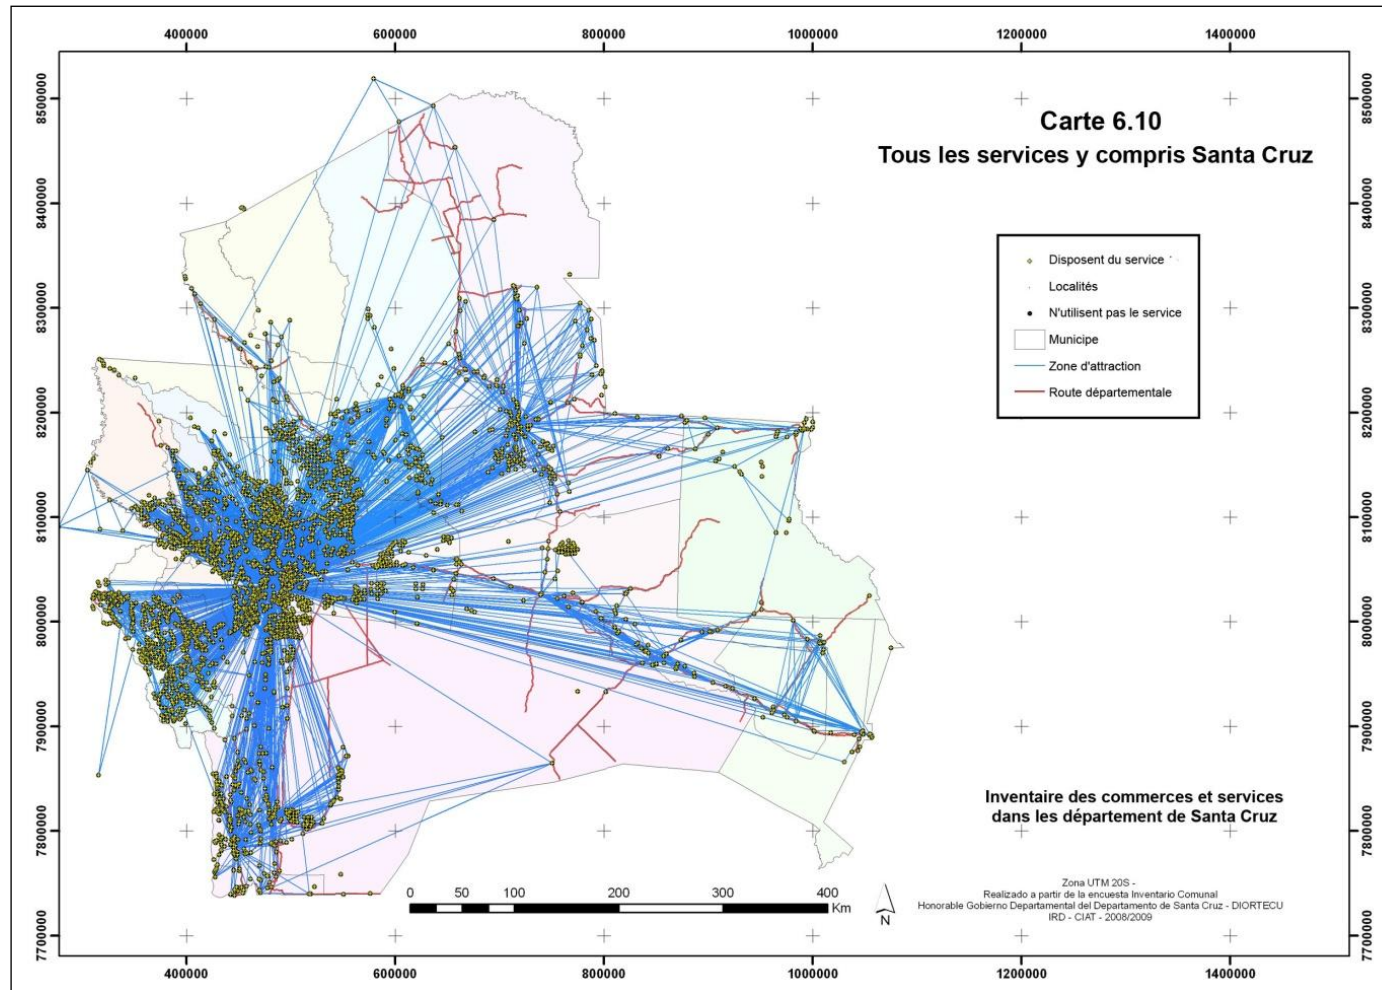 400000 600000 800000 1000000 1200000 1400000
8500000 8500000
Carte 6.10
Tous les services y compris Santa Cruz
8400000 8400000
Disposent du service
Localités
N'utilisent pas le service
8300000 8300000
Municipe
Zone d'attraction
Route départementale
8200000 8200000
8100000 8100000
8000000 8000000
7900000 7900000
Inventaire des commerces et services
dans les département de Santa Cruz
7800000 7800000
Zona UTM 20S -
Realizado a partir de la encuesta Inventario Comunal
Honorable Gobierno Departamental del Departamento de Santa Cruz - DIORTECU
IRD - CIAT - 2008/2009
0 50 100 200 300 400
Km
N
7700000 7700000
400000 600000 800000 1000000 1200000 1400000